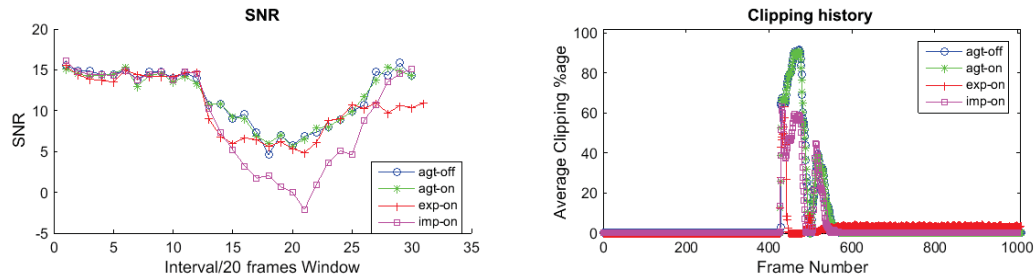 SNR
20
15
10
5
0
-5
SNR
0 5 10 15 20 25 30 35
Interval/20 frames Window
agt-off
agt-on
exp-on
imp-on
Clipping history
100
80
60
40
20
0
Average Clipping %age
0 200 400 600 800 1000
Frame Number
agt-off
agt-on
exp-on
imp-on